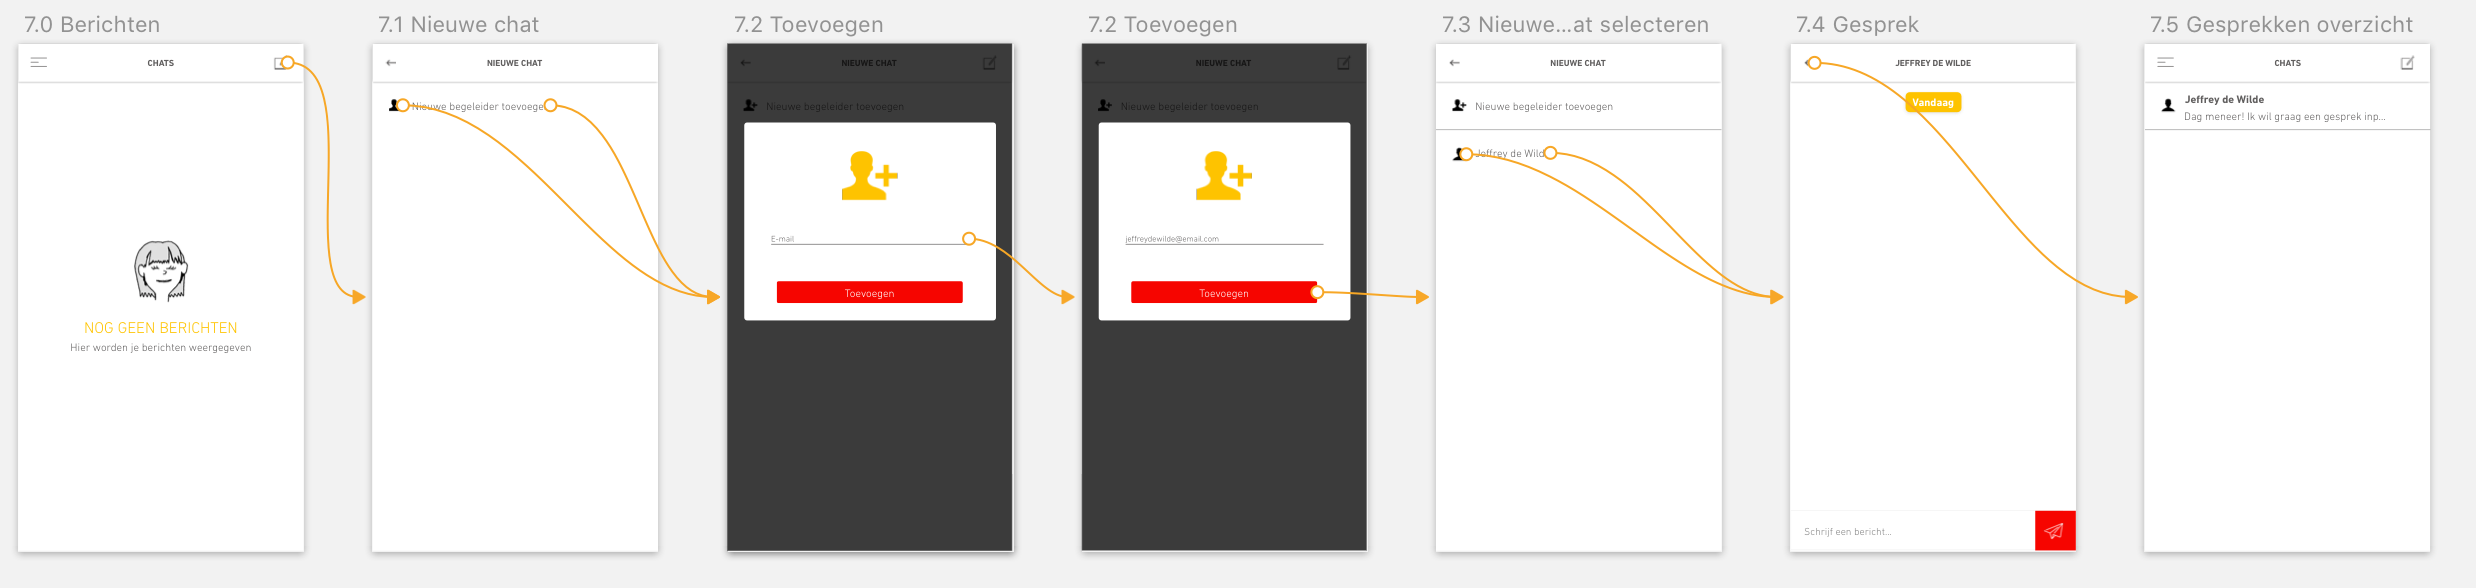 7.0 Berichten
CHATS
NOG GEEN BERICHTEN
Hier worden je berichten weergegeven
7.1 Nieuwe chat
NIEUWE CHAT
Nieuwe begeleider toevoege
7.2 Toevoegen
NIEUWE CHAT
Nieuwe begeleider toevoegen
E-mail
Toevoegen
7.2 Toevoegen
NIEUWE CHAT
Nieuwe begeleider toevoegen
jeffreydewilde@email.com
Toevoegen
7.3 Nieuwe...at selecteren
NIEUWE CHAT
Nieuwe begeleider toevoegen
Jeffrey de Wild
7.4 Gesprek
JEFFREY DE WILDE
Vandaag
Schrijf een bericht...
7.5 Gesprekken overzicht
CHATS
Jeffrey de Wilde
Dag meneer! Ik wil graag een gesprek inp...